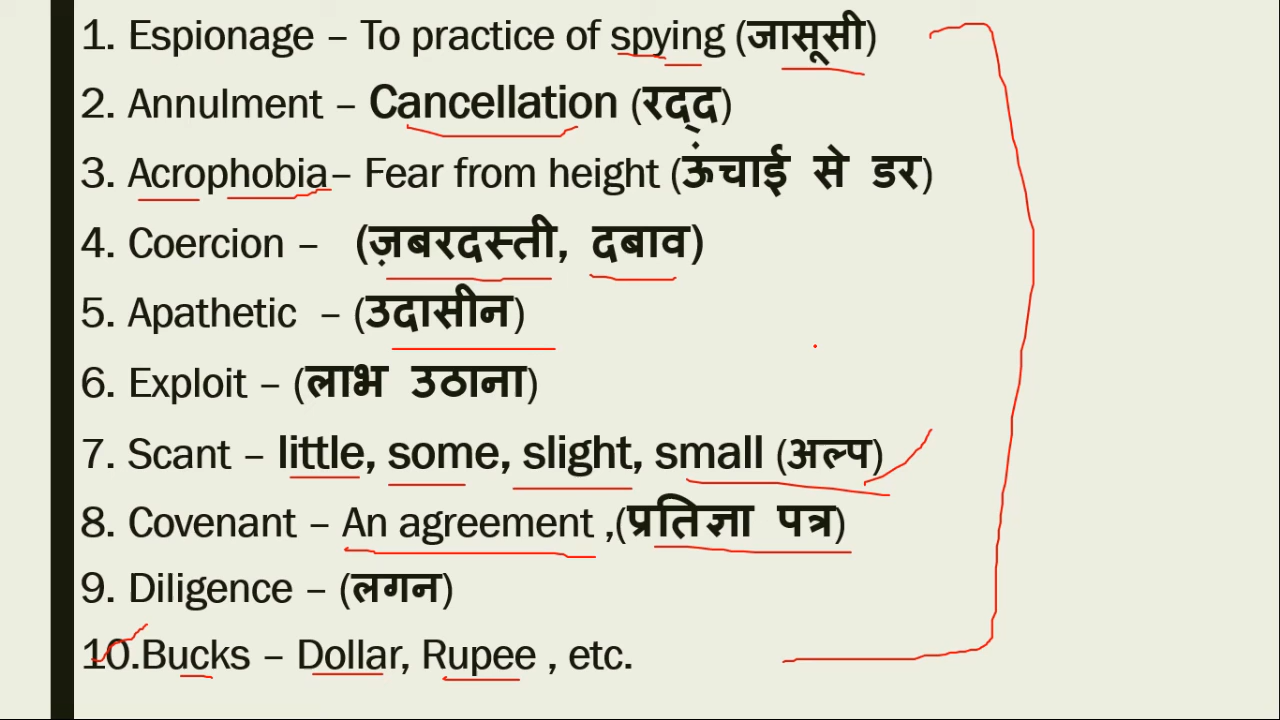 1. Espionage – To practice of spying (जासूसी)
2. Annulment – Cancellation (रद्द)
3. Acrophobia– Fear from height (ऊंचाई से डर)
4. Coercion – (ज़बरदस्ती, दबाव)
5. Apathetic – (उदासीन)
6. Exploit – (लाभ उठाना)
7. Scant – little, some, slight, small (अल्प)
8. Covenant – An agreement ,(प्रतिज्ञा पत्र)
9. Diligence – (लगन)
10.Bucks – Dollar, Rupee , etc.